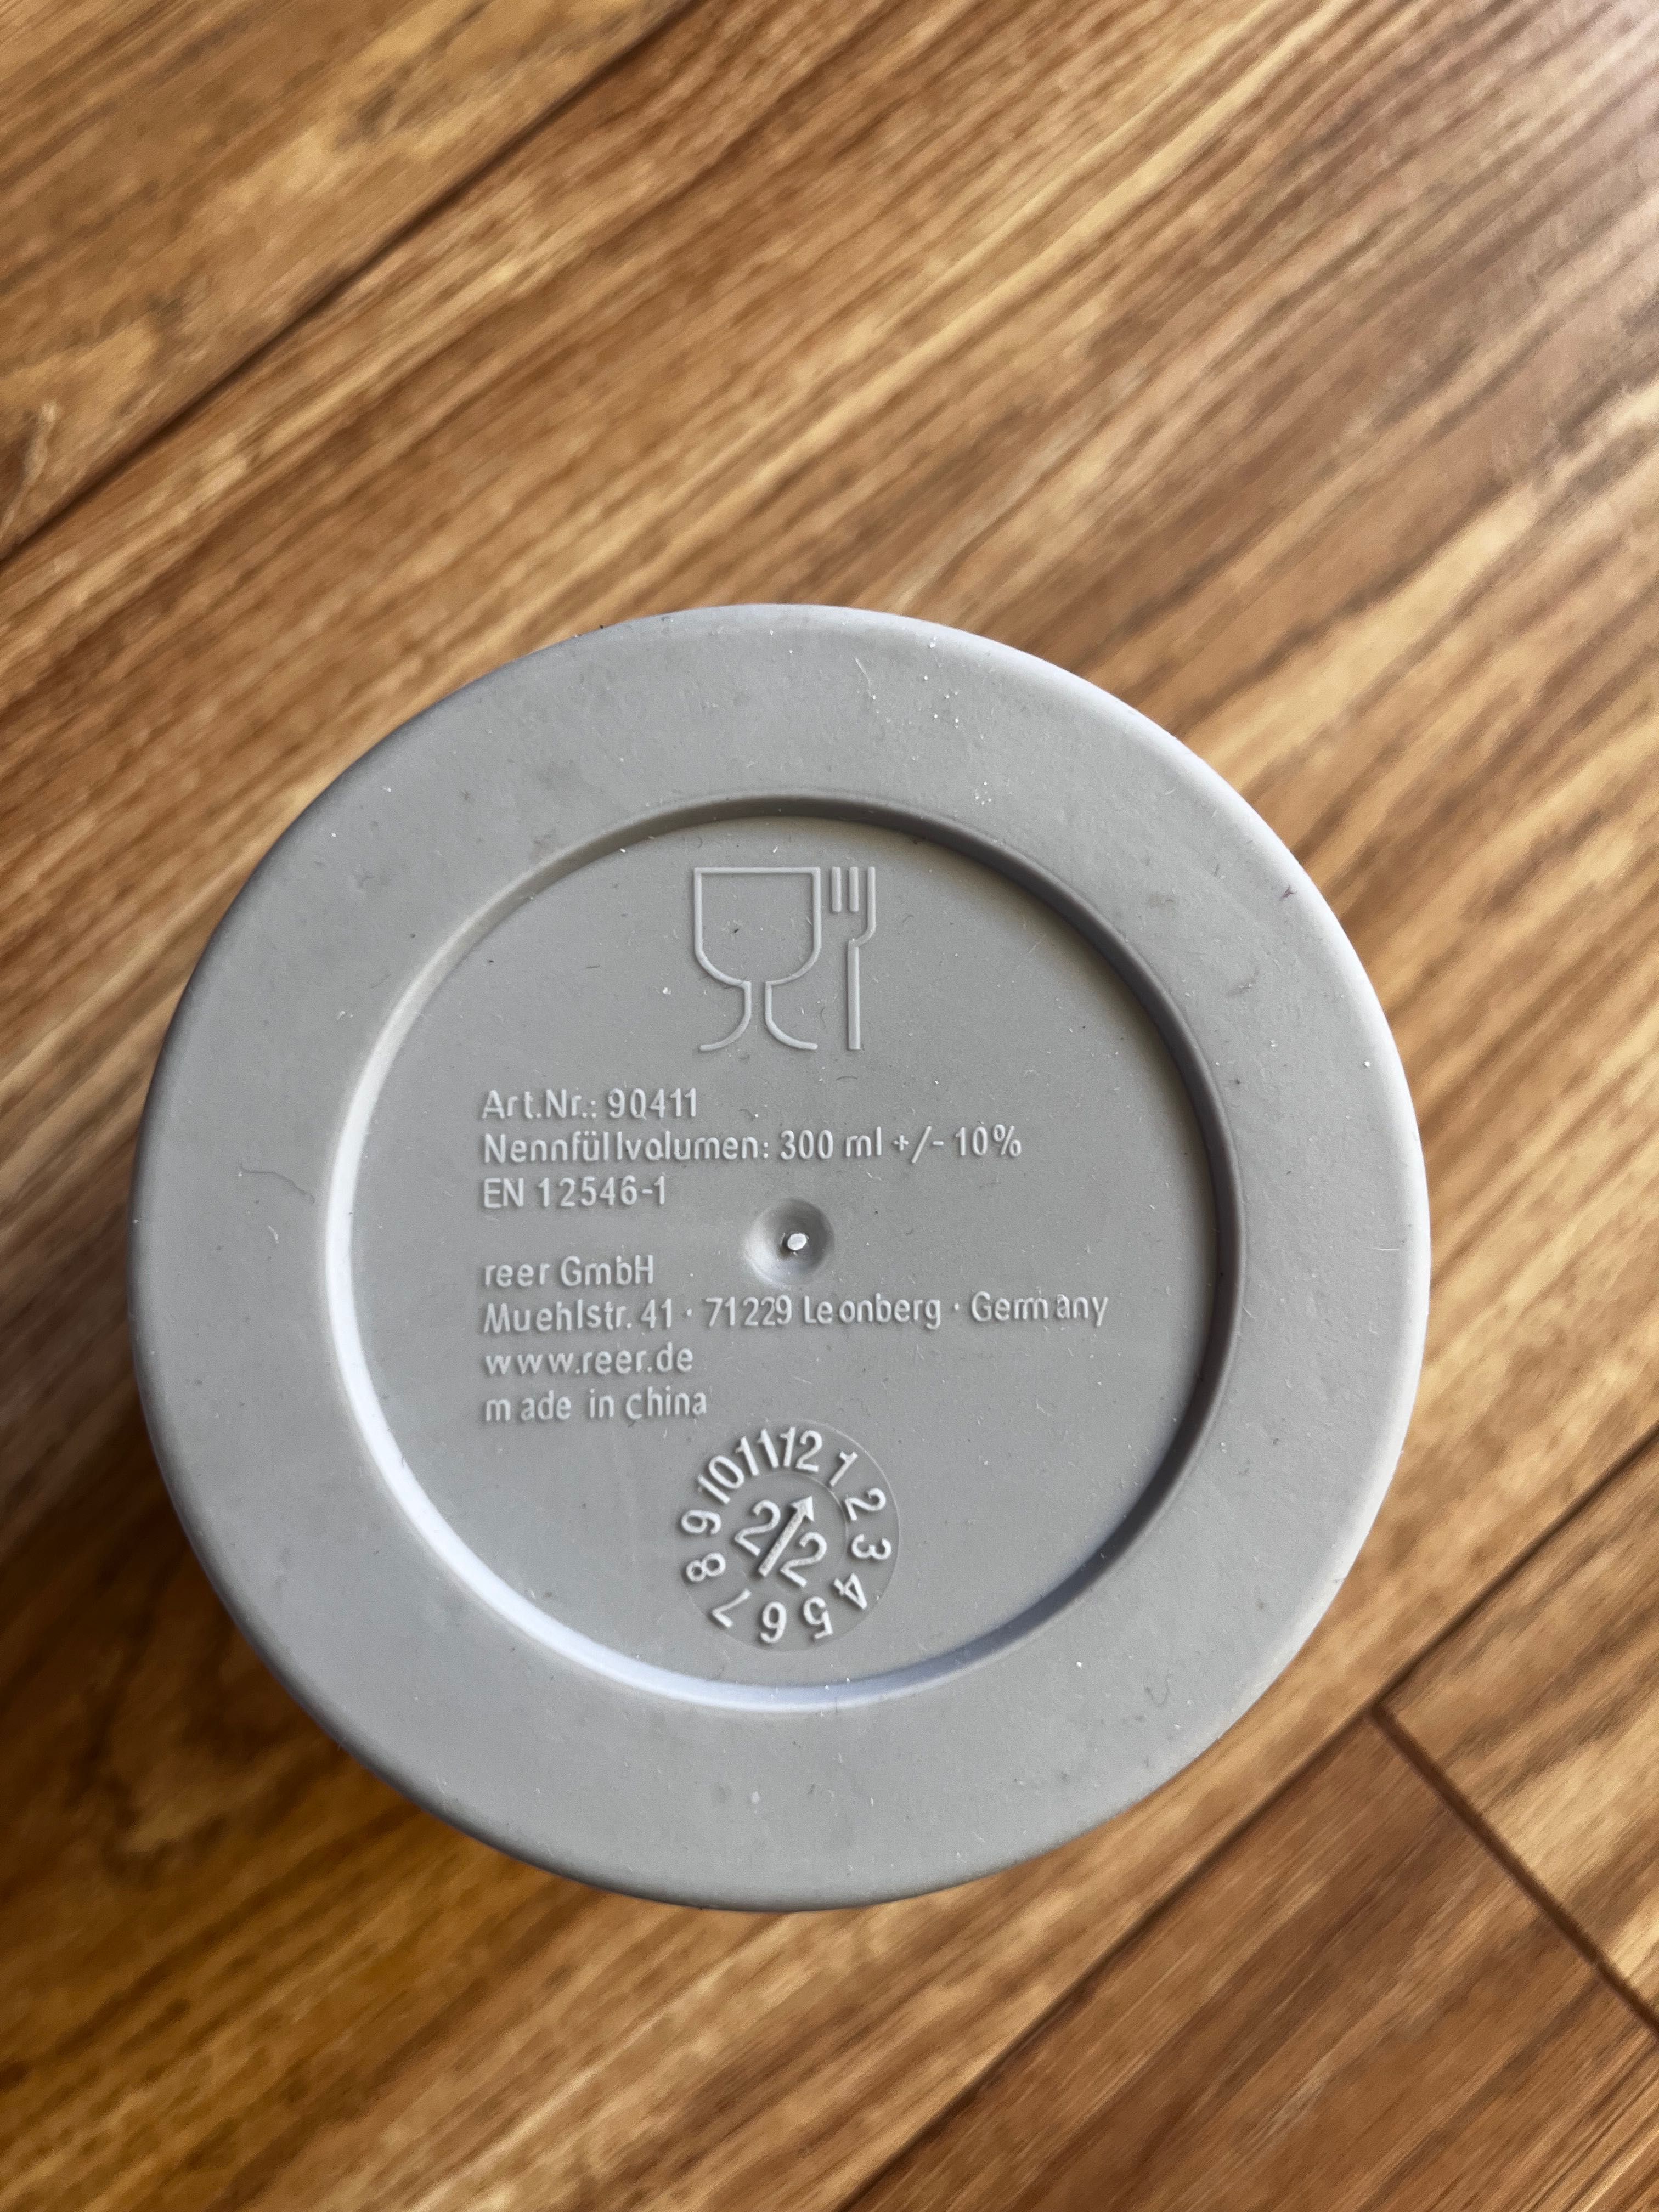 Art.Nr.: 90411
Nennfüllvolumen: 300 ml +/- 10%
EN 12546-1
reer GmbH
Muehlstr. 41 · 71229 Leonberg · Germany
www.reer.de
made in china
1 2 3 4 5 6 7 8 9 10 11 12
22